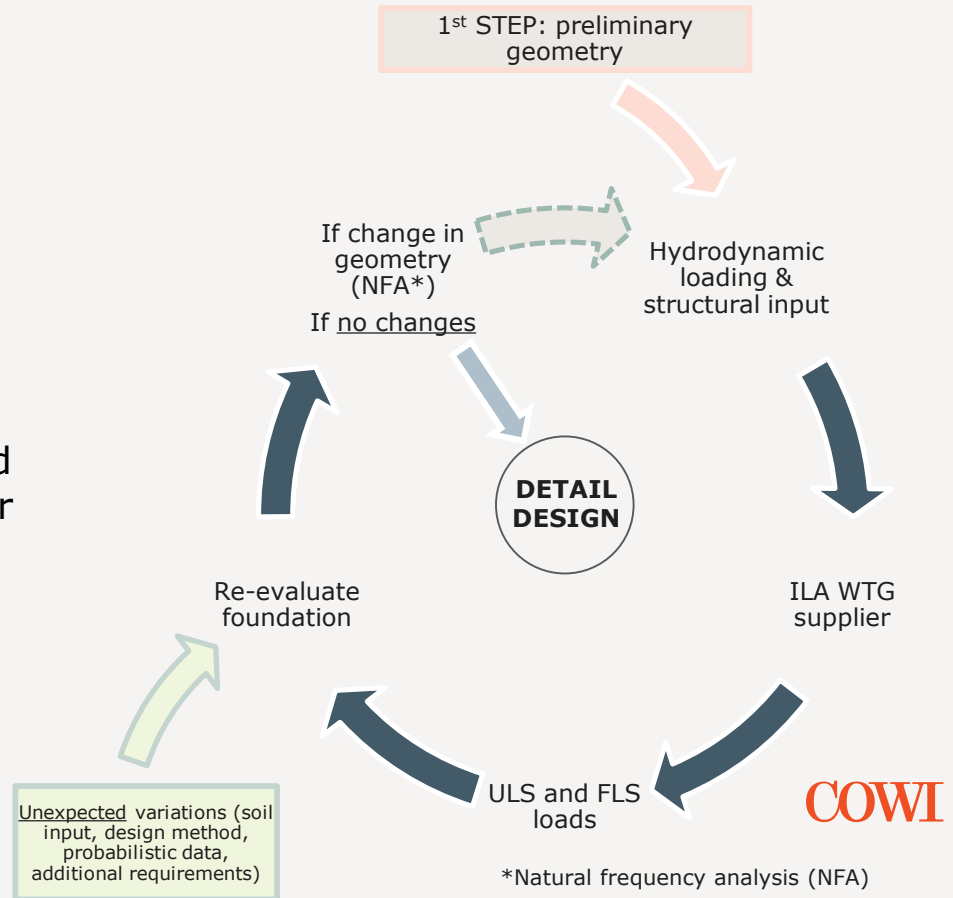 1st STEP: preliminary
geometry
If change in
geometry
(NFA*)
If no changes
Hydrodynamic
loading &
structural input
DETAIL
DESIGN
Re-evaluate
foundation
ILA WTG
supplier
ULS and FLS
loads
Unexpected variations (soil
input, design method,
probabilistic data,
additional requirements)
COWI
*Natural frequency analysis (NFA)